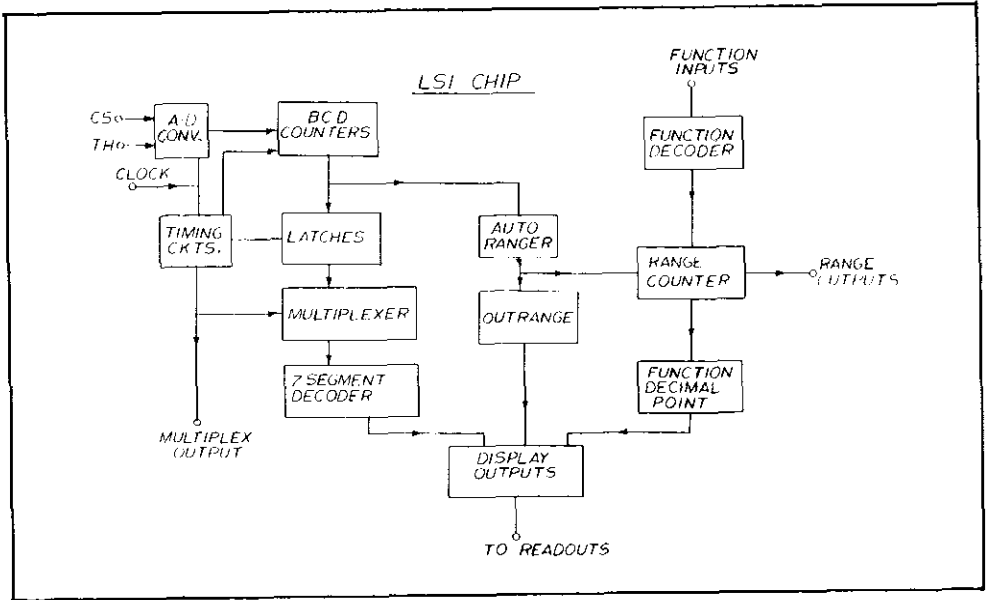 LSI CHIP
FUNCTION
INPUTS
CS
TH
A-D
CONV.
BCD
COUNTERS
FUNCTION
DECODER
CLOCK
TIMING
CKTS.
LATCHES
AUTO
RANGER
RANGE
COUNTER
RANGE
OUTPUTS
MULTIPLEXER
OUTRANGE
7 SEGMENT
DECODER
FUNCTION
DECIMAL
POINT
MULTIPLEX
OUTPUT
DISPLAY
OUTPUTS
TO READOUTS